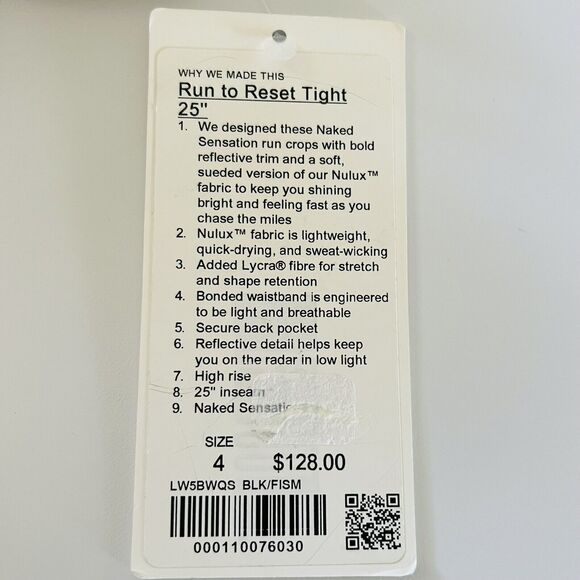 WHY WE MADE THIS
Run to Reset Tight
25"
1. We designed these Naked
Sensation run crops with bold
reflective trim and a soft,
sueded version of our Nulux™
fabric to keep you shining
bright and feeling fast as you
chase the miles
2. Nulux™ fabric is lightweight,
quick-drying, and sweat-wicking
3. Added Lycra® fibre for stretch
and shape retention
4. Bonded waistband is engineered
to be light and breathable
5. Secure back pocket
6. Reflective detail helps keep
you on the radar in low light
7. High rise
8. 25" inseam
9. Naked
SIZE
4 $128.00
LW5BWQS BLK/FISM
000110076030